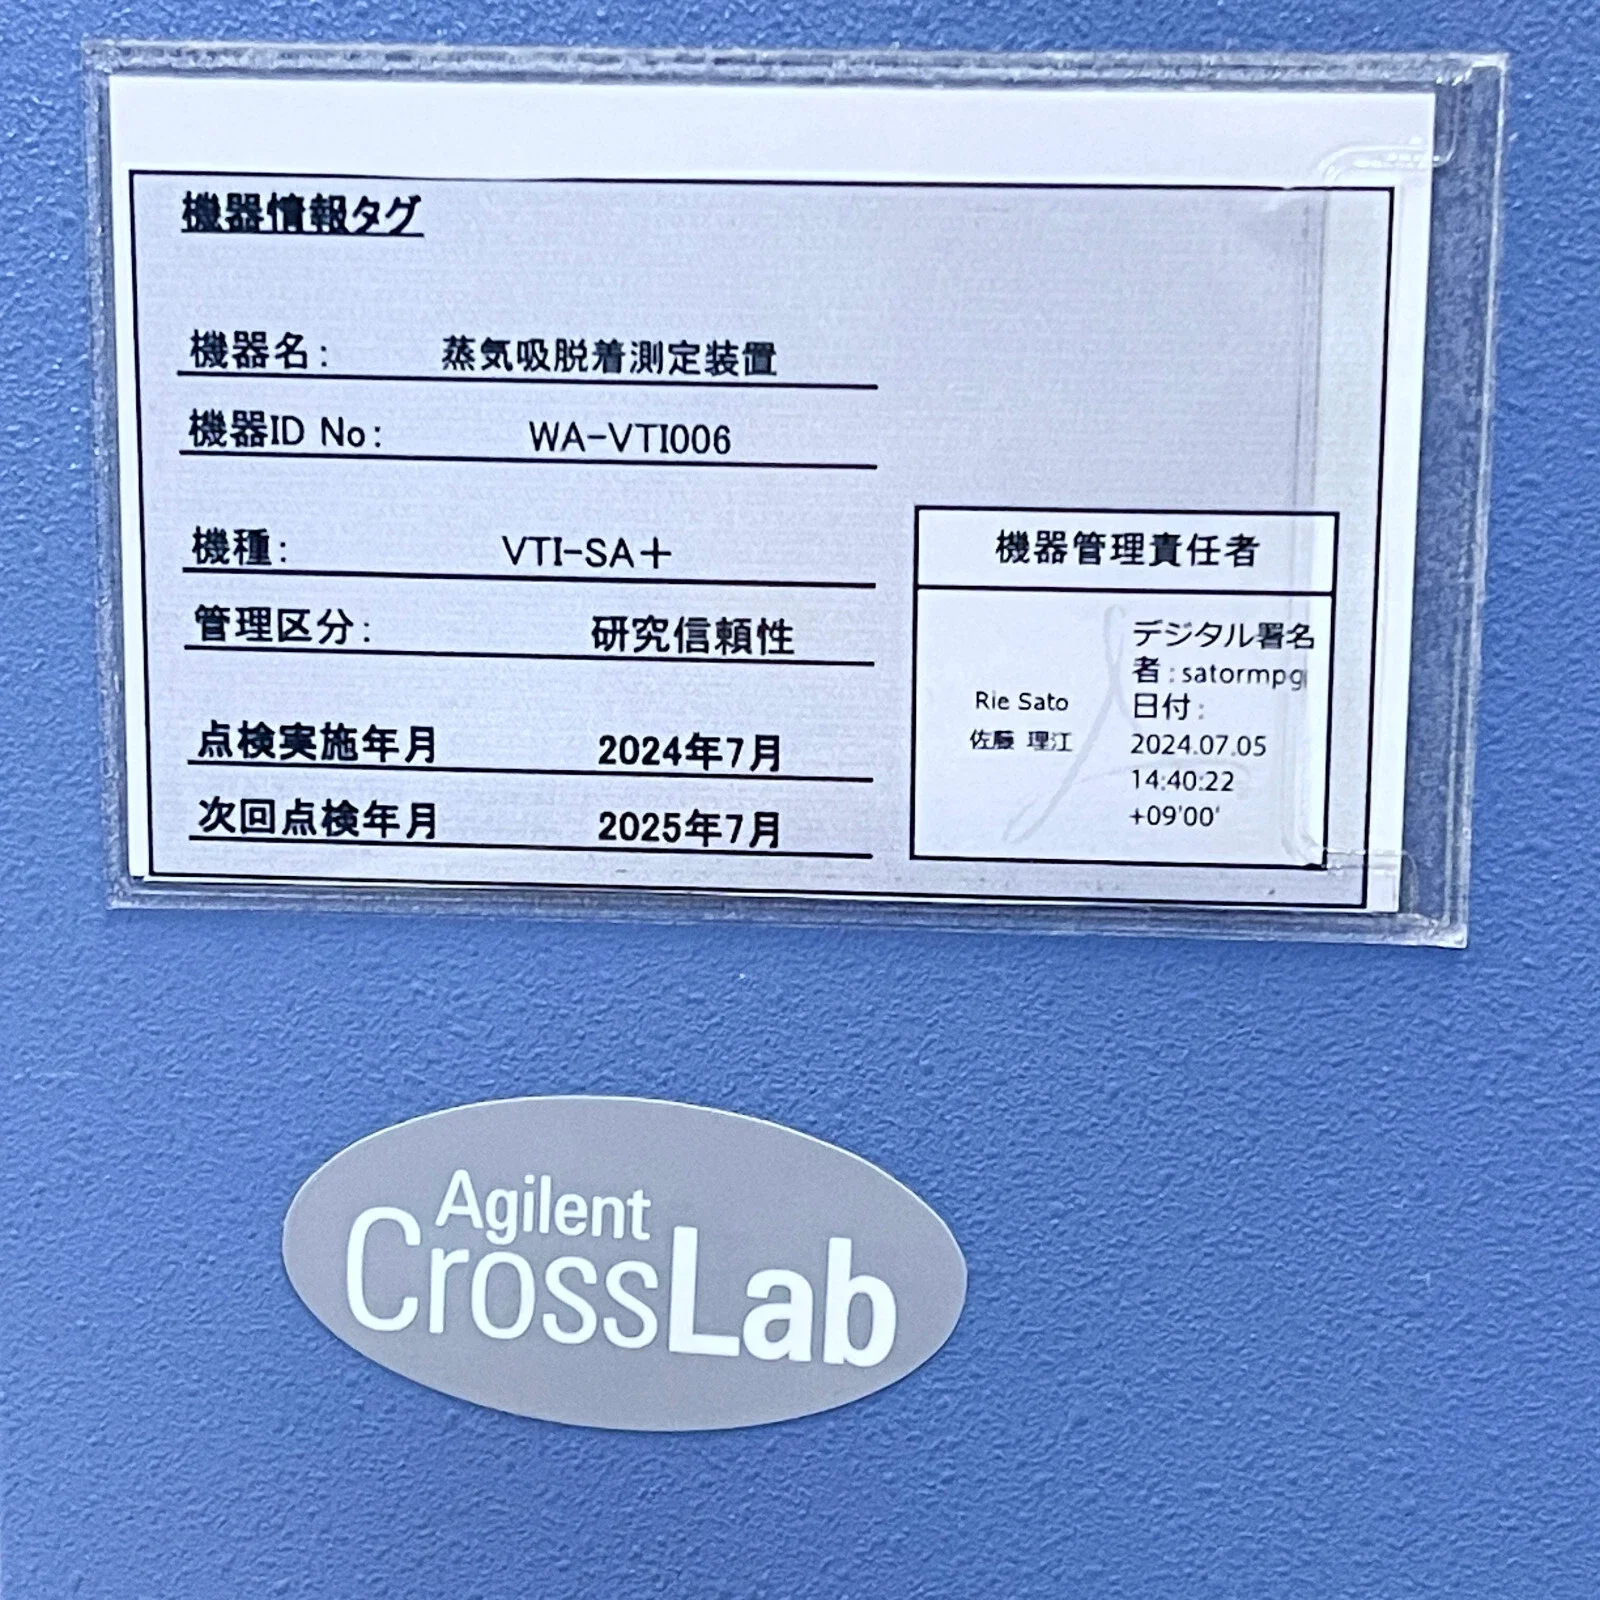 機器情報タグ
機器名: 蒸気吸脱着測定装置
機器ID No: WA-VTI006
機種: VTI-SA＋
管理区分: 研究信頼性
点検実施年月 2024年7月
次回点検年月 2025年7月
機器管理責任者
Rie Sato
佐藤 理江
デジタル署名
者:satormpg
日付:
2024.07.05
14:40:22
+09'00'
Agilent
CrossLab